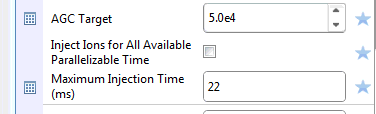 AGC Target 5.0e4
Inject Ions for All Available
Parallelizable Time
Maximum Injection Time
(ms) 22